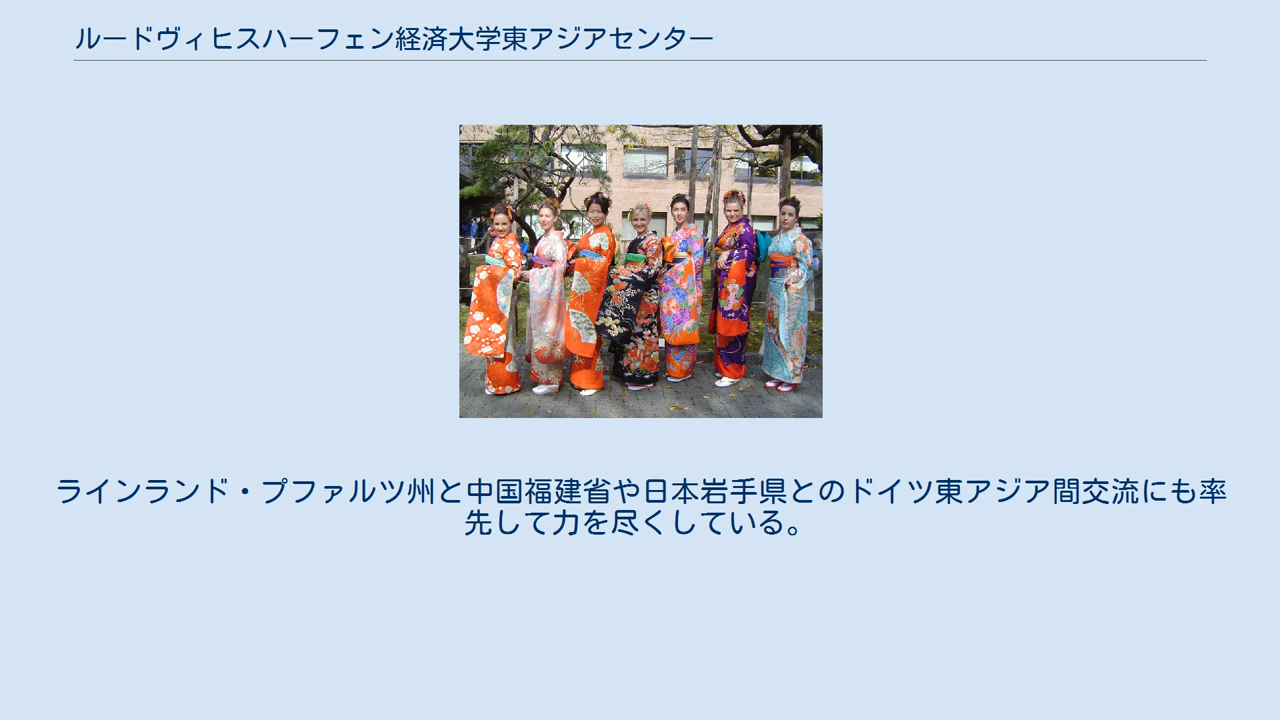 ルードヴィヒスハーフェン経済大学東アジアセンター
ラインランド・プファルツ州と中国福建省や日本岩手県とのドイツ東アジア間交流にも率
先して力を尽くしている。